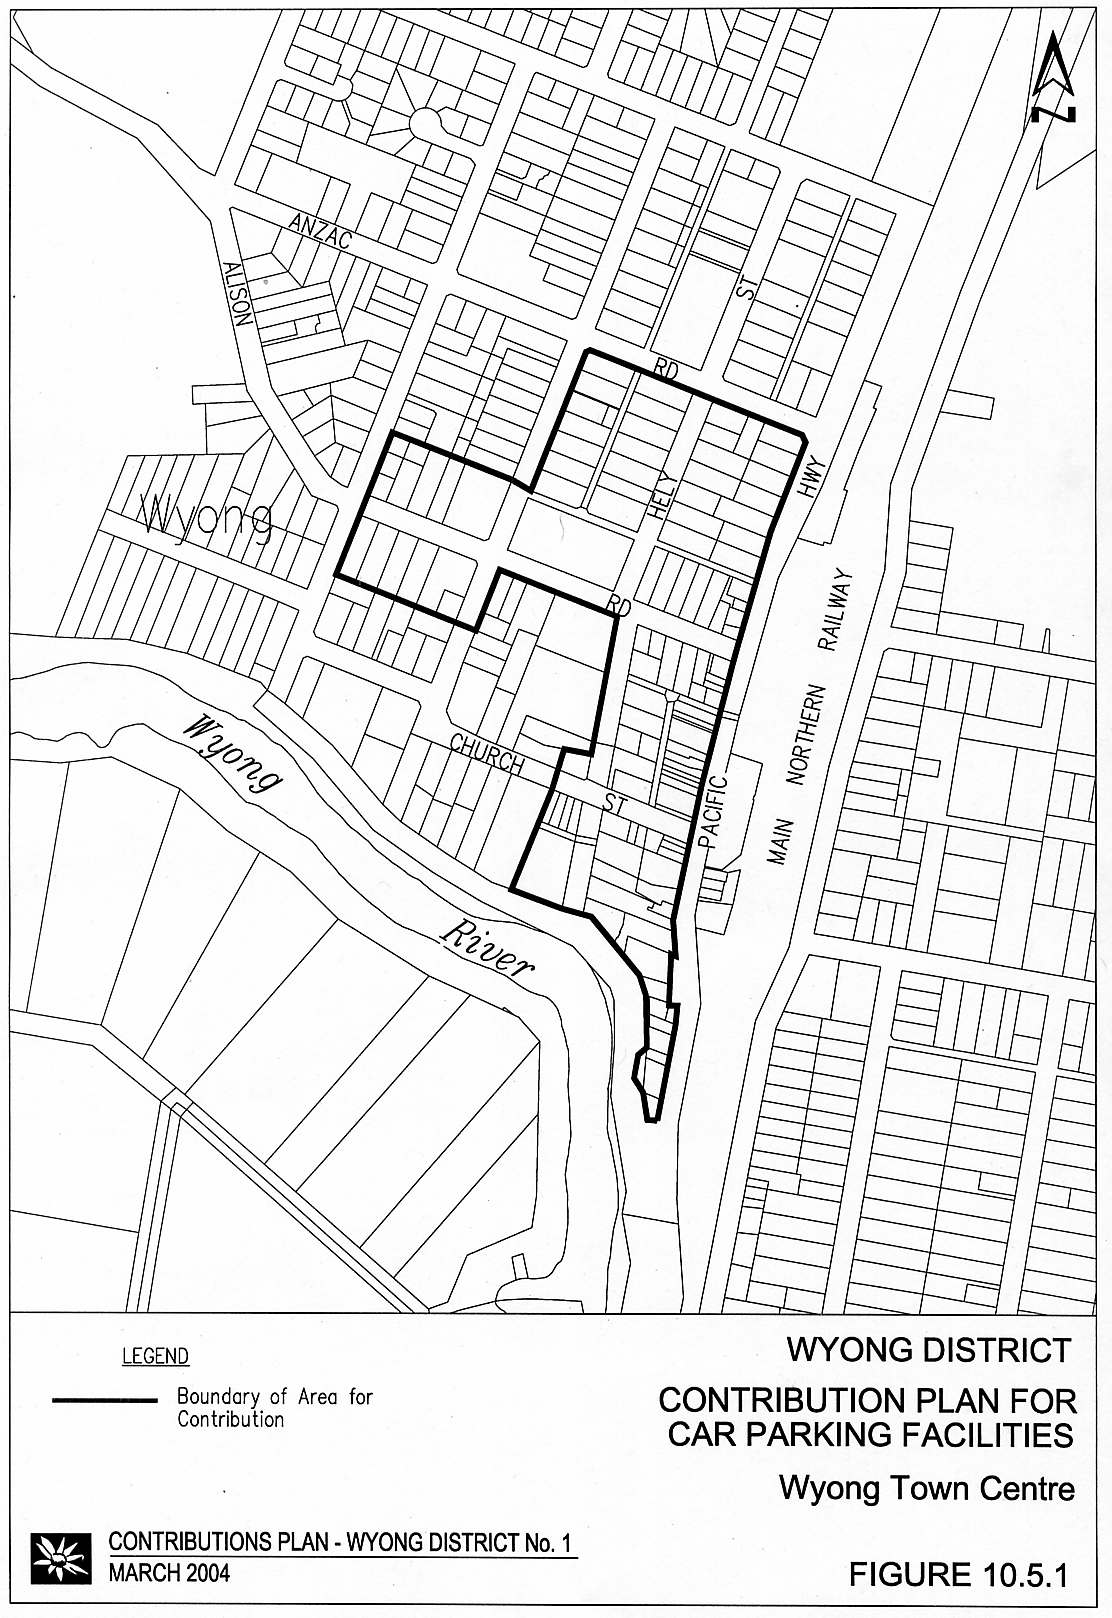 N
ANZAC
ALISON
ST
RD
HWY
HELY
Wyong
RD
MAIN NORTHERN RAILWAY
Wyong
CHURCH
ST
PACIFIC
River
LEGEND
Boundary of Area for
Contribution
WYONG DISTRICT
CONTRIBUTION PLAN FOR
CAR PARKING FACILITIES
Wyong Town Centre
CONTRIBUTIONS PLAN - WYONG DISTRICT No. 1
MARCH 2004
FIGURE 10.5.1